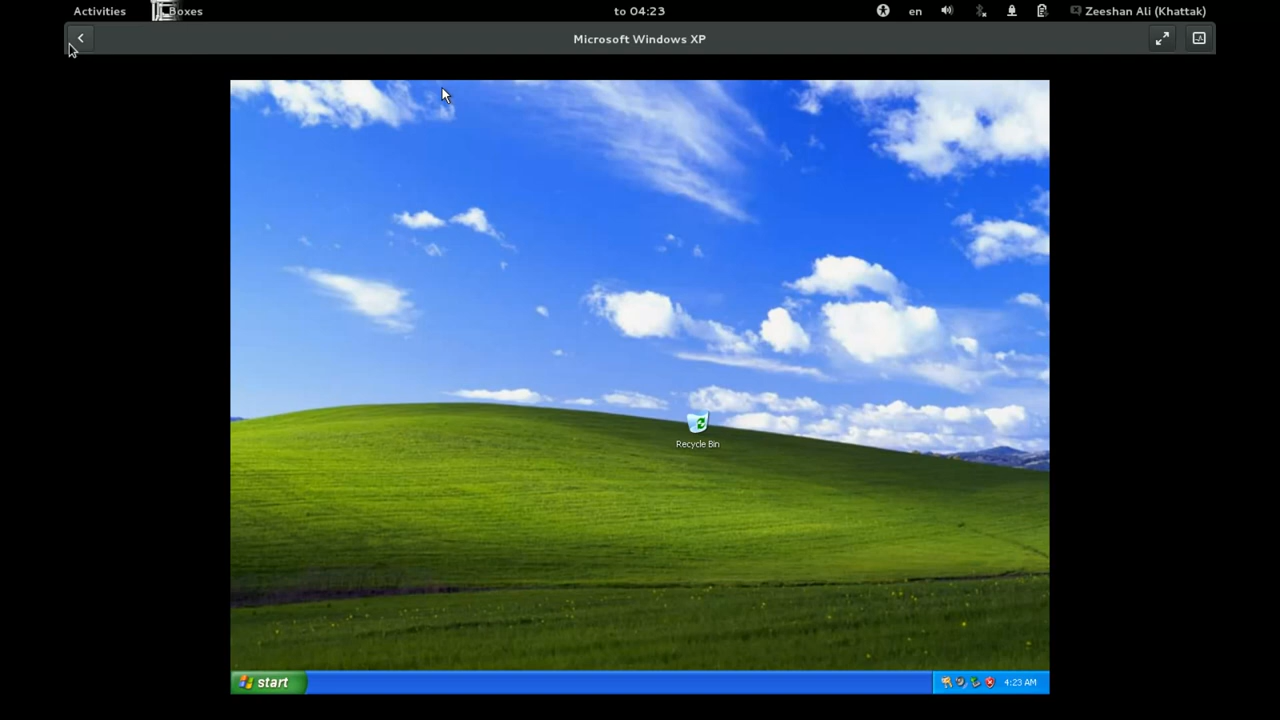 Activities Boxes to 04:23 en Zeeshan Ali (Khattak)
Microsoft Windows XP
Recycle Bin
start 4:23 AM